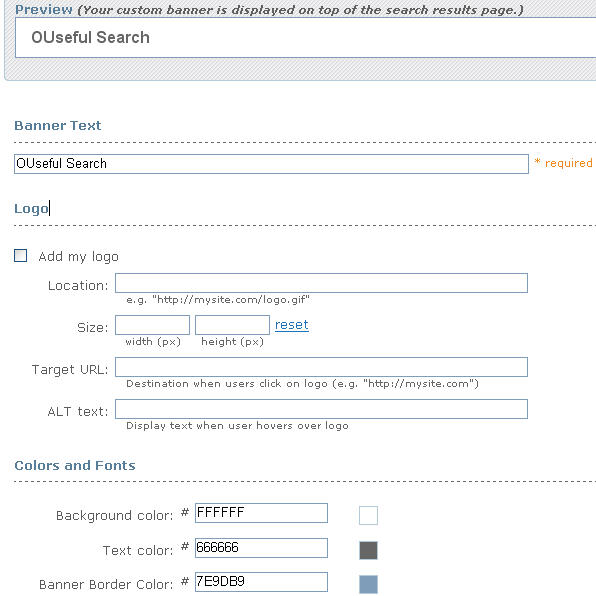 Preview (Your custom banner is displayed on top of the search results page.)
OUseful Search
Banner Text
OUseful Search * required
Logo
Add my logo
Location:
e.g. "http://mysite.com/logo.gif"
Size: reset
width (px) height (px)
Target URL:
Destination when users click on logo (e.g. "http://mysite.com")
ALT text:
Display text when user hovers over logo
Colors and Fonts
Background color: # FFFFFF
Text color: # 666666
Banner Border Color: # 7E9DB9